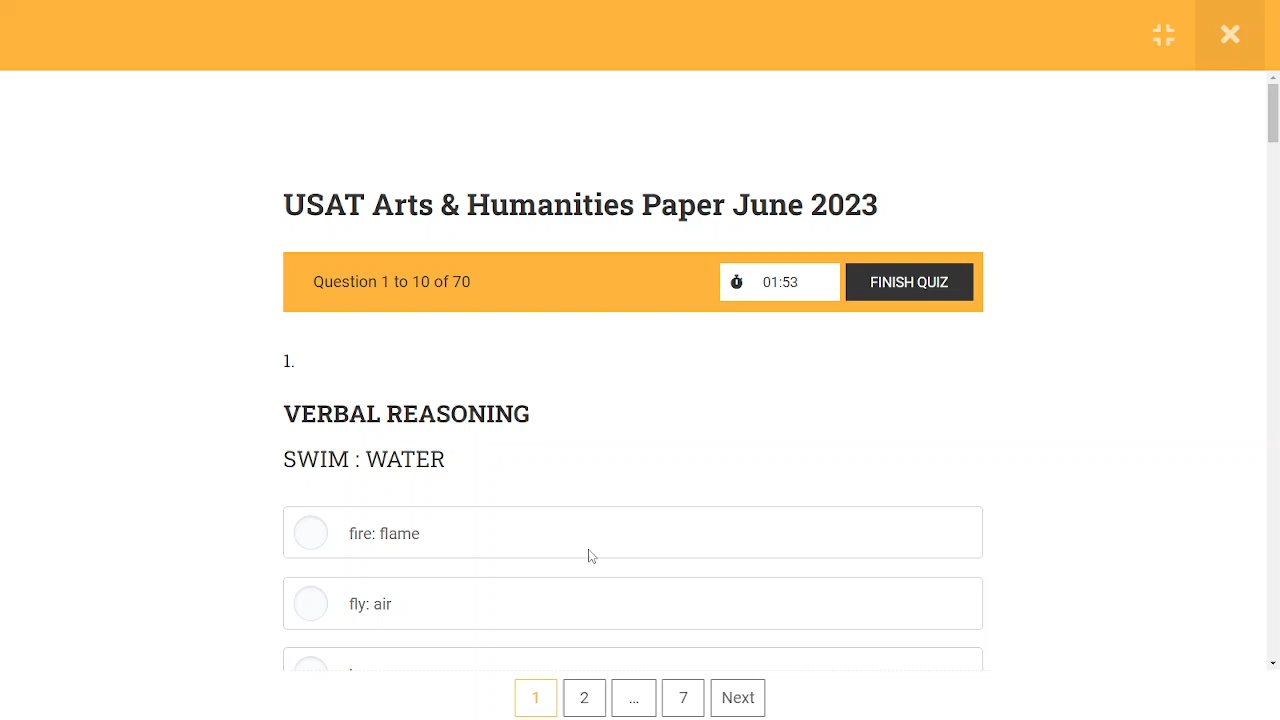 USAT Arts & Humanities Paper June 2023
Question 1 to 10 of 70
01:53
FINISH QUIZ
1.
VERBAL REASONING
SWIM : WATER
fire: flame
fly: air
1
2
...
7
Next